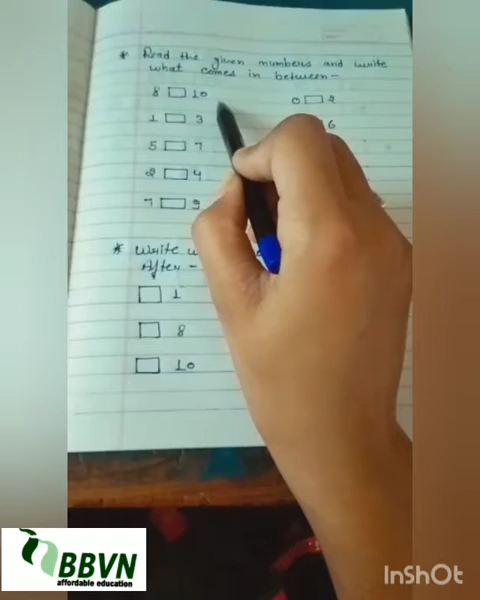 * Read the given numbers and write
what comes in between-
8 □ 10
0 □ 2
1 □ 3
6
5 □ 7
2 □ 4
7 □ 9
* Write
After -
□ 1
□ 8
□ 10
BBVN
affordable education
InShOt